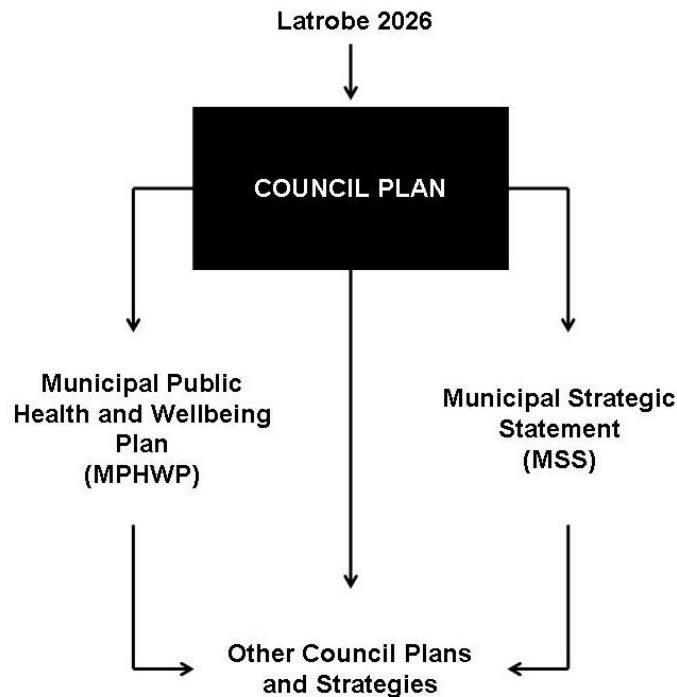 Latrobe 2026
COUNCIL PLAN
Municipal Public
Health and Wellbeing
Plan
(MPHWP)
Municipal Strategic
Statement
(MSS)
Other Council Plans
and Strategies